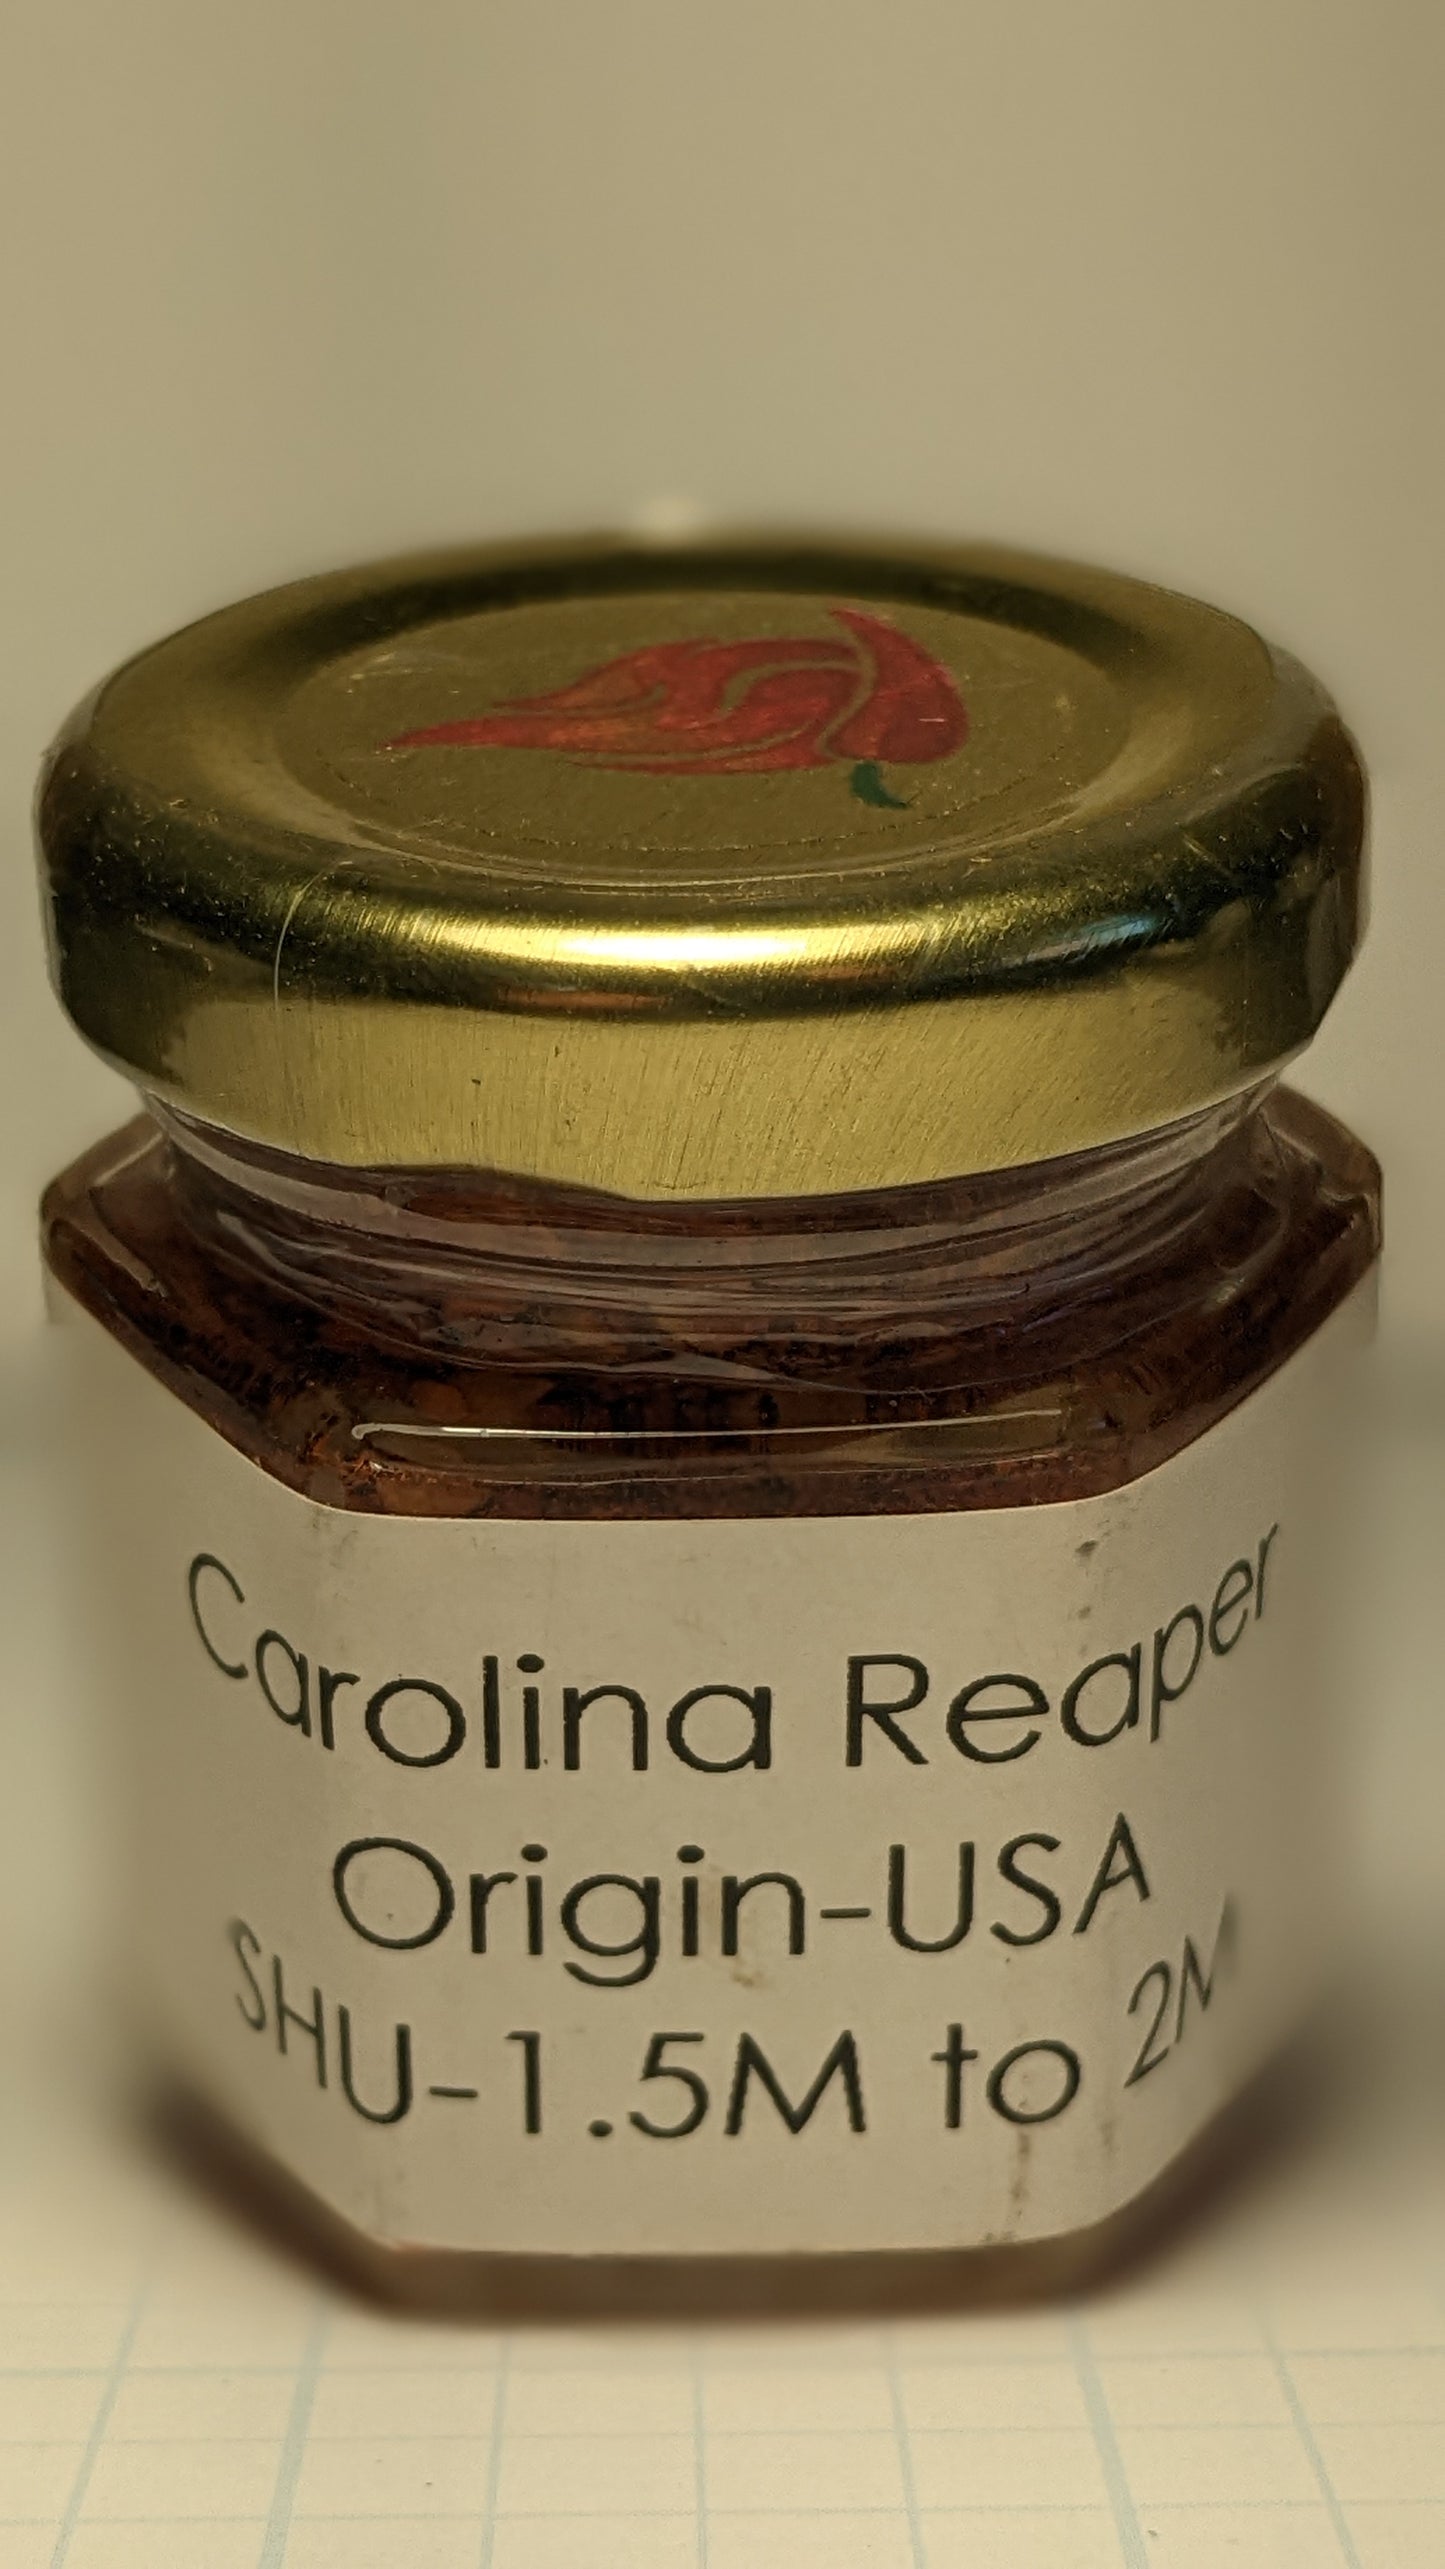 Carolina Reaper
Origin-USA
SHU-1.5M to 2M